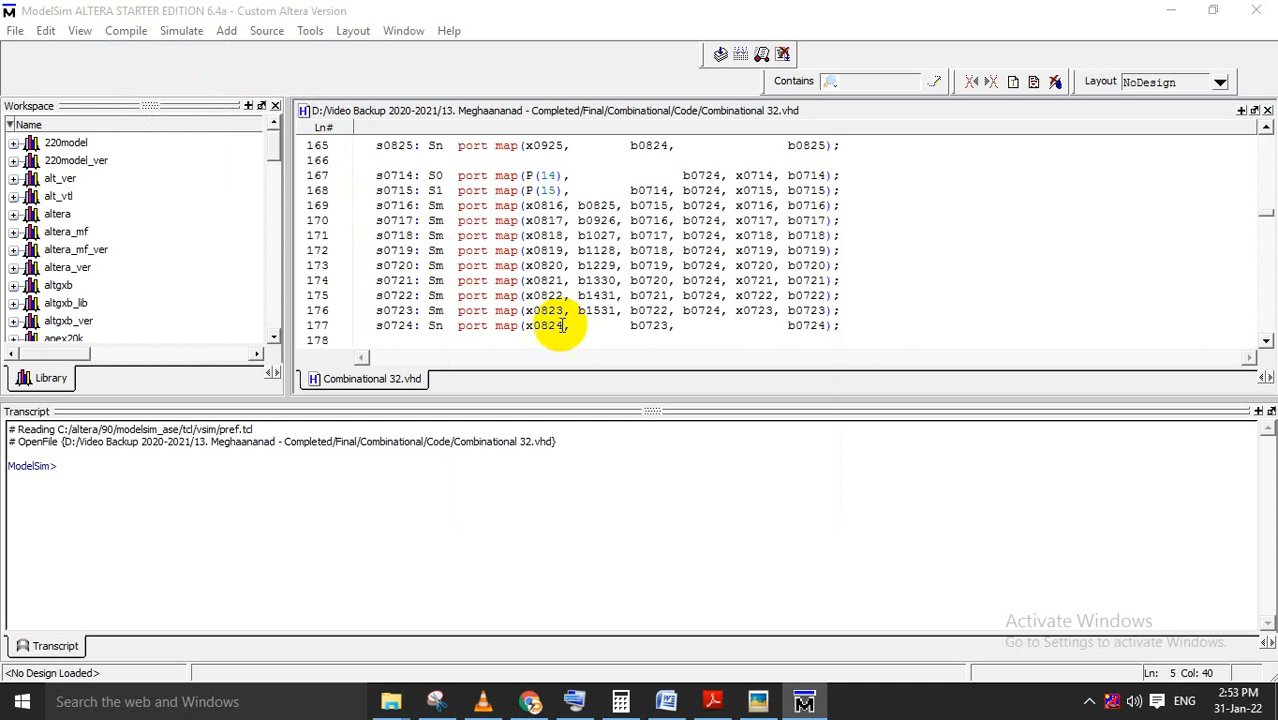 ModelSim ALTERA STARTER EDITION 6.4a - Custom Altera Version
File Edit View Compile Simulate Add Source Tools Layout Window Help
Contains
Layout NoDesign
Workspace
Name
220model
220model_ver
alt_ver
alt_vtl
altera
altera_mf
altera_mf_ver
altera_ver
altgxb
altgxb_lib
altgxb_ver
apex20k
Library
D:/Video Backup 2020-2021/13. Meghaananad - Completed/Final/Combinational/Code/Combinational 32.vhd
Ln#
165 s0825: Sn port map(x0925, b0824, b0825);
166
167 s0714: S0 port map(P(14), b0724, x0714, b0714);
168 s0715: S1 port map(P(15), b0714, b0724, x0715, b0715);
169 s0716: Sm port map(x0816, b0825, b0715, b0724, x0716, b0716);
170 s0717: Sm port map(x0817, b0926, b0716, b0724, x0717, b0717);
171 s0718: Sm port map(x0818, b1027, b0717, b0724, x0718, b0718);
172 s0719: Sm port map(x0819, b1128, b0718, b0724, x0719, b0719);
173 s0720: Sm port map(x0820, b1229, b0719, b0724, x0720, b0720);
174 s0721: Sm port map(x0821, b1330, b0720, b0724, x0721, b0721);
175 s0722: Sm port map(x0822, b1431, b0721, b0724, x0722, b0722);
176 s0723: Sm port map(x0823, b1531, b0722, b0724, x0723, b0723);
177 s0724: Sn port map(x0824, b0723, b0724);
178
Combinational 32.vhd
Transcript
# Reading C:/altera/90/modelsim_ase/tcl/vsim/pref.tcl
# OpenFile {D:/Video Backup 2020-2021/13. Meghaananad - Completed/Final/Combinational/Code/Combinational 32.vhd}
ModelSim>
Activate Windows
Go to Settings to activate Windows.
Transcript
<No Design Loaded>
Ln: 5 Col: 40
Search the web and Windows
ENG
2:53 PM
31-Jan-22